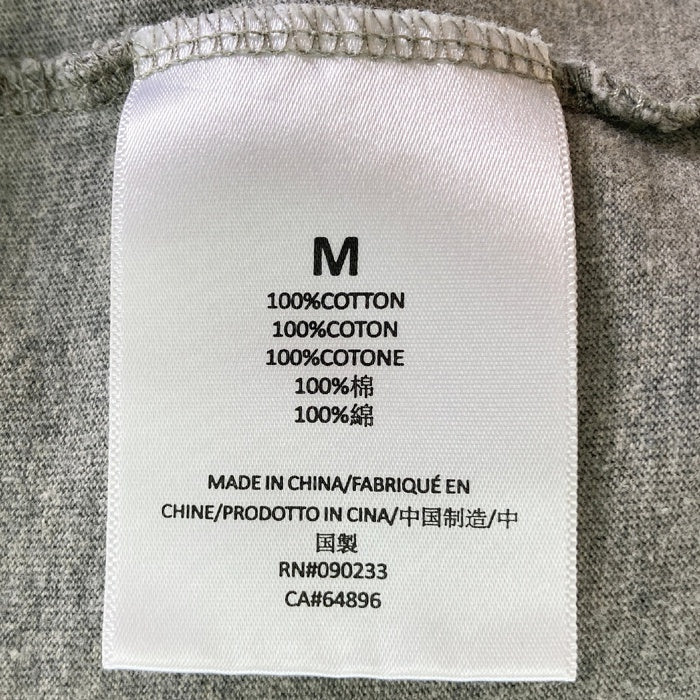 M
100%COTTON
100%COTON
100%COTONE
100%棉
100%綿
MADE IN CHINA/FABRIQUÉ EN
CHINE/PRODOTTO IN CINA/中国制造/中
国製
RN#090233
CA#64896